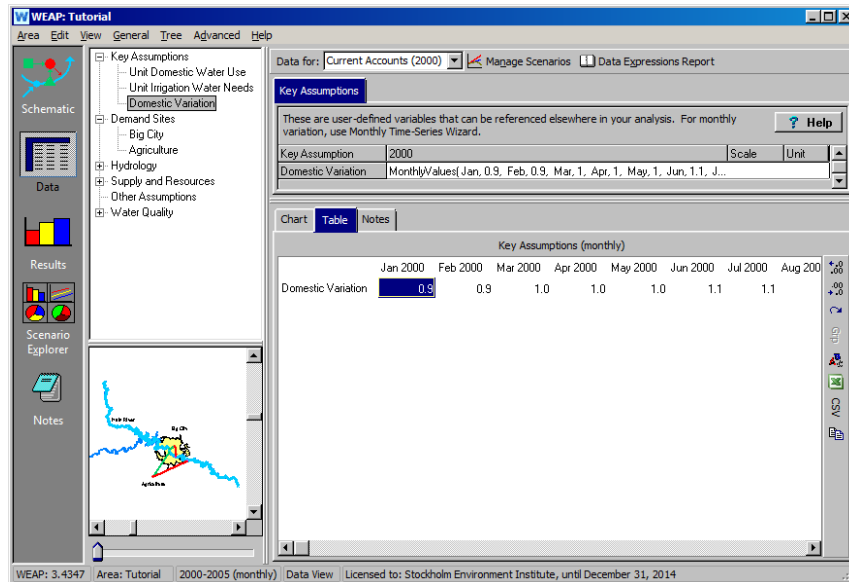 WEAP: Tutorial
Area Edit View General Tree Advanced Help
Schematic
Data
Results
Scenario
Explorer
Notes
Key Assumptions
Unit Domestic Water Use
Unit Irrigation Water Needs
Domestic Variation
Demand Sites
Big City
Agriculture
Hydrology
Supply and Resources
Other Assumptions
Water Quality
Big City
Agriculture
Data for: Current Accounts (2000) Manage Scenarios Data Expressions Report
Key Assumptions
These are user-defined variables that can be referenced elsewhere in your analysis. For monthly
variation, use Monthly Time-Series Wizard.
? Help
Key Assumption 2000 Scale Unit
Domestic Variation MonthlyValues( Jan, 0.9, Feb, 0.9, Mar, 1, Apr, 1, May, 1, Jun, 1.1, J...
Chart Table Notes
Key Assumptions (monthly)
Jan 2000 Feb 2000 Mar 2000 Apr 2000 May 2000 Jun 2000 Jul 2000 Aug 200
Domestic Variation 0.9 0.9 1.0 1.0 1.0 1.1 1.1
CSV
WEAP: 3.4347 Area: Tutorial 2000-2005 (monthly) Data View Licensed to: Stockholm Environment Institute, until December 31, 2014